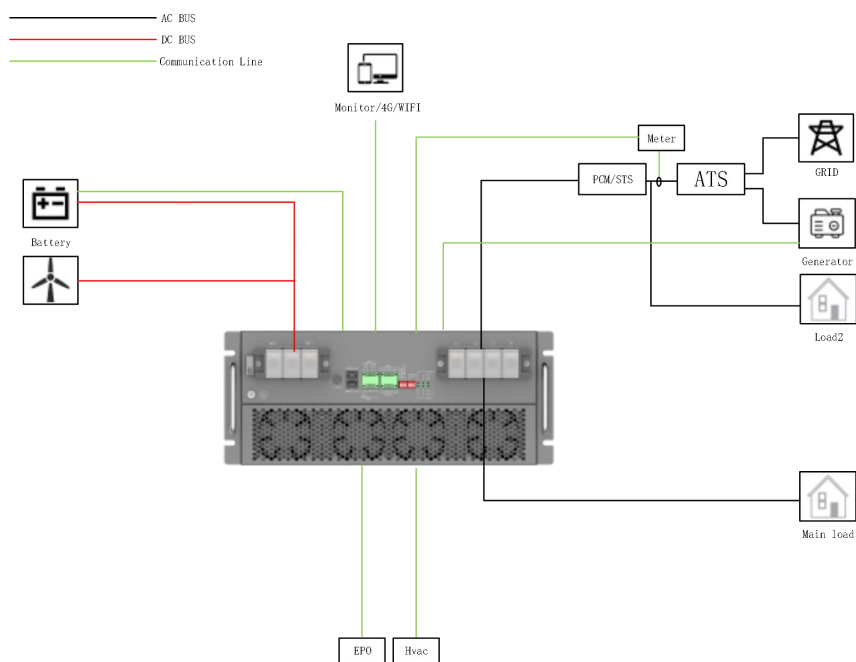 AC BUS
DC BUS
Communication Line
Monitor/4G/WIFI
Meter
PCM/STS
ATS
GRID
Battery
Generator
Load2
Main load
EPO
Hvac